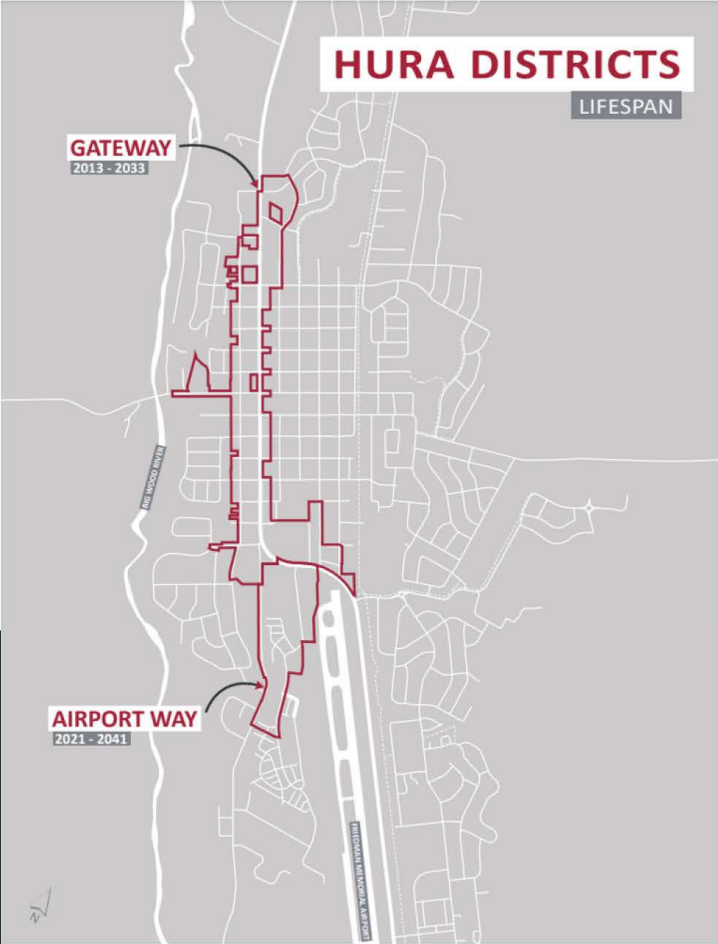 HURA DISTRICTS
LIFESPAN
GATEWAY
2013 - 2033
BIG WOOD RIVER
AIRPORT WAY
2021 - 2041
FRIEDMAN MEMORIAL AIRPORT
N